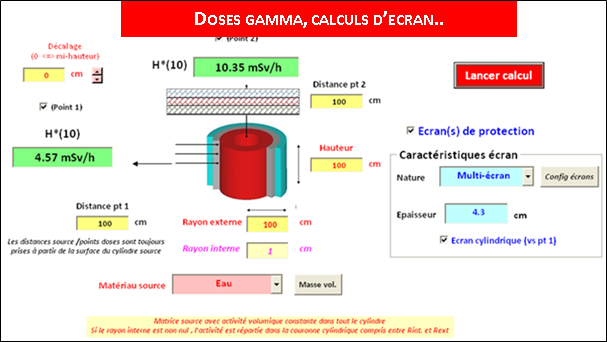 DOSES GAMMA, CALCULS D'ECRAN..
Décalage
(0 <=> mi-hauteur)
0 cm
(Point 2)
H*(10)
10.35 mSv/h
Lancer calcul
(Point 1)
Distance pt 2
100 cm
H*(10)
4.57 mSv/h
Ecran(s) de protection
Hauteur
100 cm
Caractéristiques écran
Nature Multi-écran Config écrans
Epaisseur 4.3 cm
Ecran cylindrique (vs pt 1)
Distance pt 1
100 cm
Rayon externe 100 cm
Les distances source /points doses sont toujours
prises à partir de la surface du cylindre source
Rayon interne 1 cm
Matériau source Eau Masse vol.
Matrice source avec activité volumique constante dans tout le cylindre
Si le rayon interne est non nul , l'activité est répartie dans la couronne cylindrique compris entre Rint. et Rext